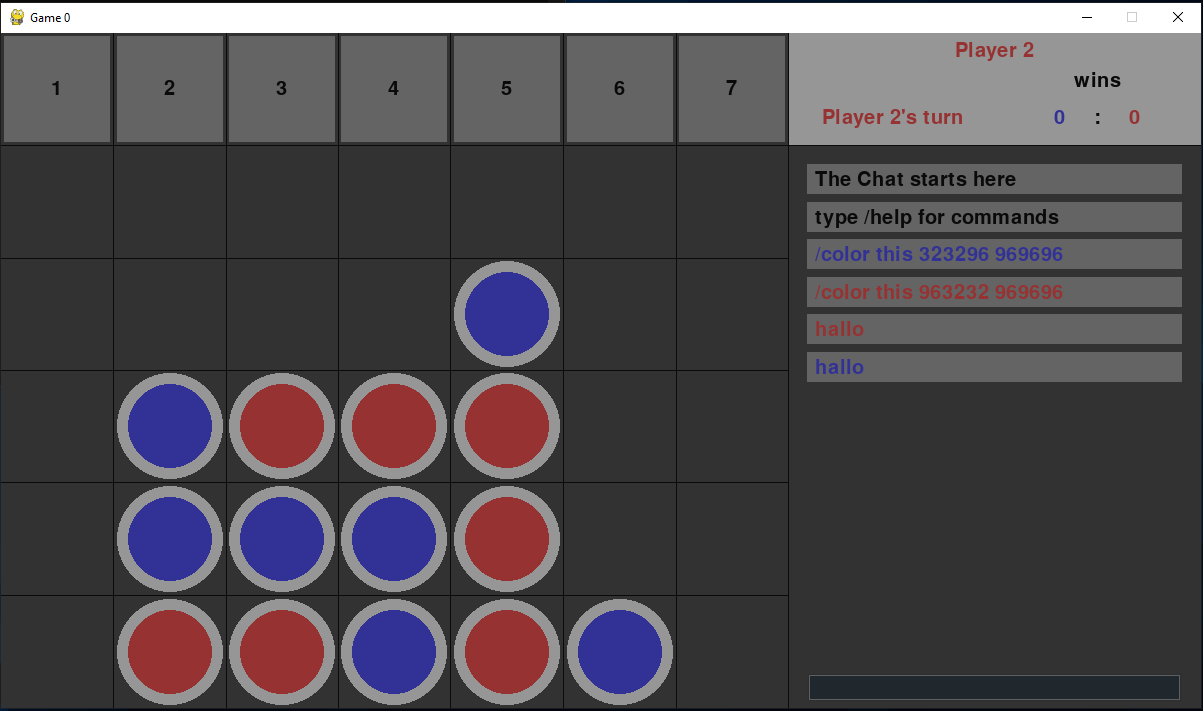 Game 0
1 2 3 4 5 6 7
Player 2
wins
Player 2's turn 0 : 0
The Chat starts here
type /help for commands
/color this 323296 969696
/color this 963232 969696
hallo
hallo